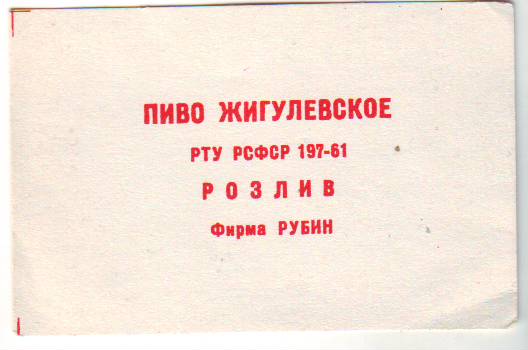 ПИВО ЖИГУЛЕВСКОЕ
РТУ РСФСР 197-61
РОЗЛИВ
Фирма РУБИН